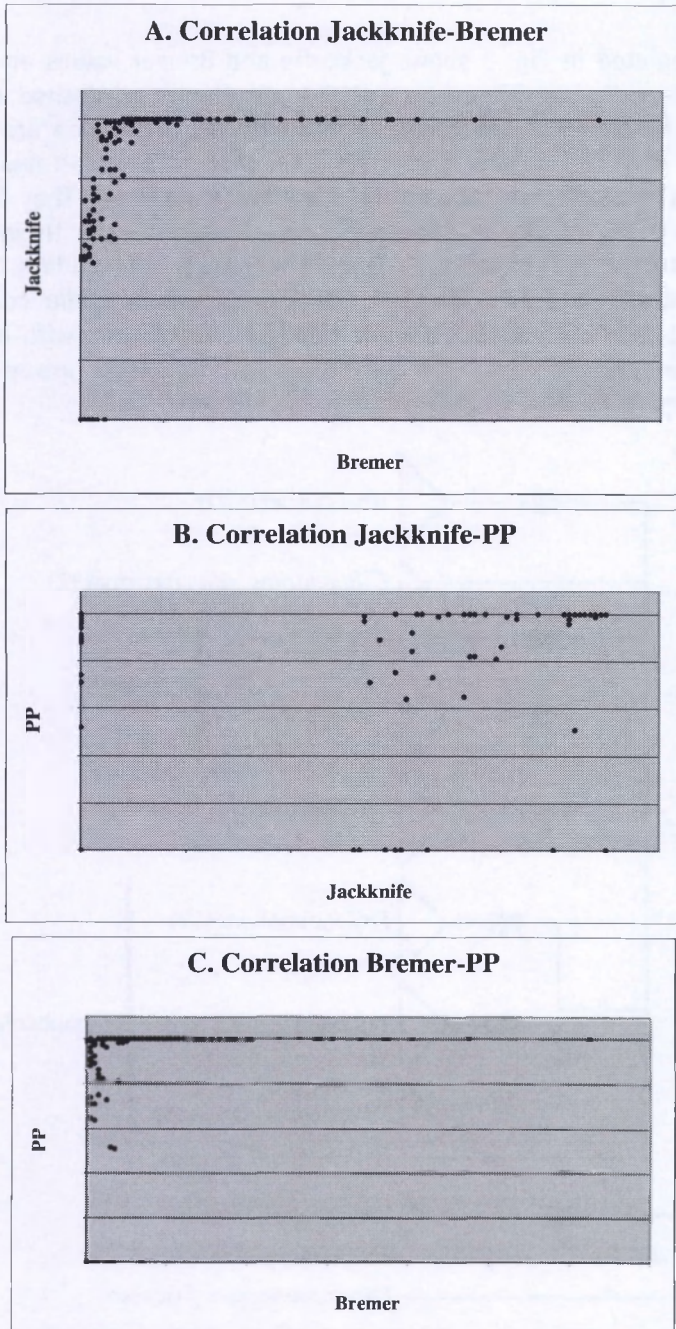 A. Correlation Jackknife-Bremer
Jackknife
Bremer
B. Correlation Jackknife-PP
PP
Jackknife
C. Correlation Bremer-PP
PP
Bremer